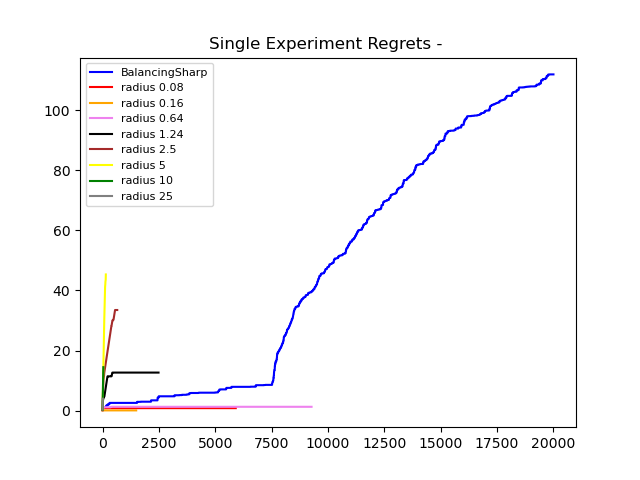 Single Experiment Regrets -
BalancingSharp
radius 0.08
radius 0.16
radius 0.64
radius 1.24
radius 2.5
radius 5
radius 10
radius 25
100
80
60
40
20
0
0 2500 5000 7500 10000 12500 15000 17500 20000